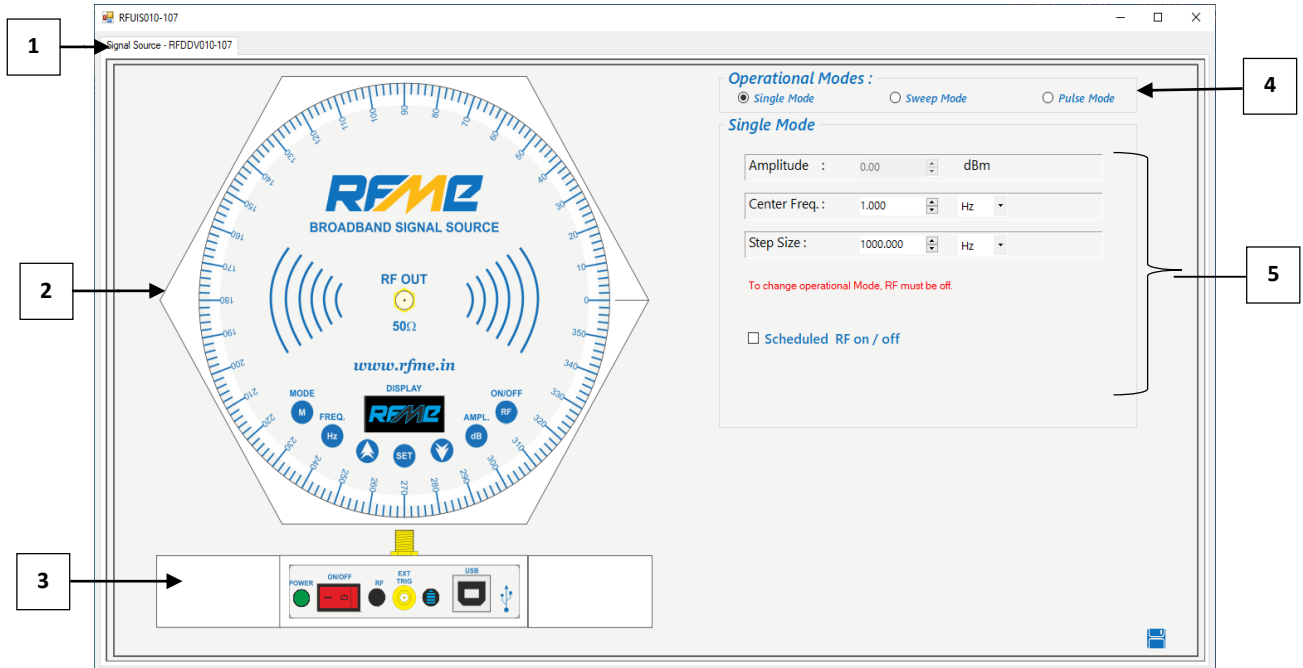 RFUIS010-107
Signal Source - RFDDV010-107
1
2
3
4
5
RFME
BROADBAND SIGNAL SOURCE
RF OUT
50Ω
www.rfme.in
MODE
DISPLAY
ON/OFF
M
FREQ.
RFME
AMPL.
RF
Hz
SET
dB
0
10
20
30
40
50
60
70
80
90
100
110
120
130
140
150
160
170
180
190
200
210
220
230
240
250
260
270
280
290
300
310
320
330
340
350
POWER
ON/OFF
RF
EXT
TRIG
USB
Operational Modes :
Single Mode
Sweep Mode
Pulse Mode
Single Mode
Amplitude : 0.00 dBm
Center Freq. : 1.000 Hz
Step Size : 1000.000 Hz
To change operational Mode, RF must be off.
Scheduled RF on / off